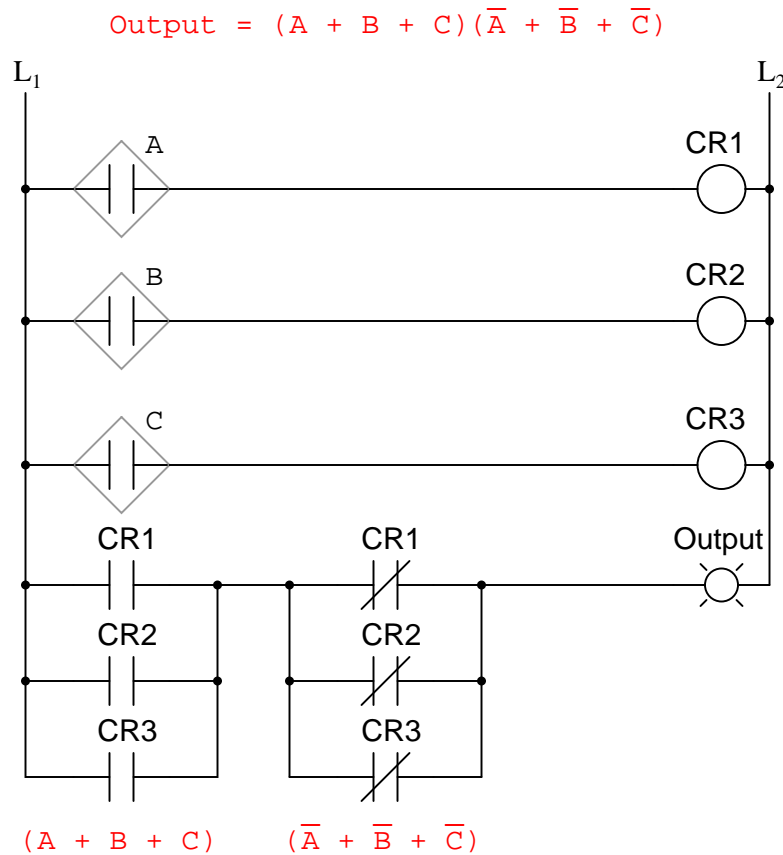 Output = (A + B + C)(A̅ + B̅ + C̅)
L₁ L₂
A CR1
B CR2
C CR3
CR1 CR1 Output
CR2 CR2
CR3 CR3
(A + B + C) (A̅ + B̅ + C̅)